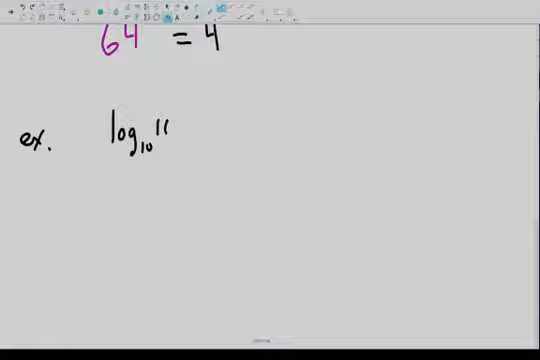 64 = 4
ex. log₁₀ 11